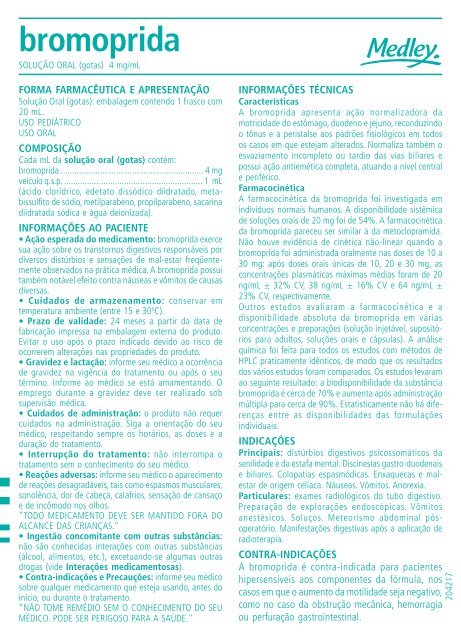 bromoprida
SOLUÇÃO ORAL (gotas) 4 mg/mL
Medley
FORMA FARMACÊUTICA E APRESENTAÇÃO
Solução Oral (gotas): embalagem contendo 1 frasco com
20 mL.
USO PEDIÁTRICO
USO ORAL
COMPOSIÇÃO
Cada mL da solução oral (gotas) contém:
bromoprida ............................................................ 4 mg
veículo q.s.p. .......................................................... 1 mL
(ácido clorídrico, edetato dissódico diidratado, meta-
bissulfito de sódio, metilparabeno, propilparabeno, sacarina
diidratada sódica e água deionizada).
INFORMAÇÕES AO PACIENTE
• Ação esperada do medicamento: bromoprida exerce
sua ação sobre os transtornos digestivos responsáveis por
diversos distúrbios e sensações de mal-estar freqüente-
mente observados na prática médica. A bromoprida possui
também notável efeito contra náuseas e vômitos de causas
diversas.
• Cuidados de armazenamento: conservar em
temperatura ambiente (entre 15 e 30°C).
• Prazo de validade: 24 meses a partir da data de
fabricação impressa na embalagem externa do produto.
Evitar o uso após o prazo indicado devido ao risco de
ocorrerem alterações nas propriedades do produto.
• Gravidez e lactação: informe seu médico a ocorrência
de gravidez na vigência do tratamento ou após o seu
término. Informe ao médico se está amamentando. O
emprego durante a gravidez deve ser realizado sob
supervisão médica.
• Cuidados de administração: o produto não requer
cuidados na administração. Siga a orientação do seu
médico, respeitando sempre os horários, as doses e a
duração do tratamento.
• Interrupção do tratamento: não interrompa o
tratamento sem o conhecimento do seu médico.
• Reações adversas: informe seu médico o aparecimento
de reações desagradáveis, tais como espasmos musculares,
sonolência, dor de cabeça, calafrios, sensação de cansaço
e de incômodo nos olhos.
"TODO MEDICAMENTO DEVE SER MANTIDO FORA DO
ALCANCE DAS CRIANÇAS."
• Ingestão concomitante com outras substâncias:
não são conhecidas interações com outras substâncias
(álcool, alimentos, etc.), excetuando-se algumas outras
drogas (vide Interações medicamentosas).
• Contra-indicações e Precauções: informe seu médico
sobre qualquer medicamento que esteja usando, antes do
início, ou durante o tratamento.
"NÃO TOME REMÉDIO SEM O CONHECIMENTO DO SEU
MÉDICO. PODE SER PERIGOSO PARA A SAÚDE."
INFORMAÇÕES TÉCNICAS
Características
A bromoprida apresenta ação normalizadora da
motricidade do estômago, duodeno e jejuno, reconduzindo
o tônus e a peristalse aos padrões fisiológicos em todos
os casos em que estejam alterados. Normaliza também o
esvaziamento incompleto ou tardio das vias biliares e
possui ação antiemética completa, atuando a nível central
e periférico.
Farmacocinética
A farmacocinética da bromoprida foi investigada em
indivíduos normais humanos. A disponibilidade sistêmica
de soluções orais de 20 mg foi de 54%. A farmacocinética
da bromoprida pareceu ser similar à da metoclopramida.
Não houve evidência de cinética não-linear quando a
bromoprida foi administrada oralmente nas doses de 10 a
30 mg: após doses orais únicas de 10, 20 e 30 mg, as
concentrações plasmáticas máximas médias foram de 20
ng/mL ± 32% CV, 38 ng/mL ± 16% CV e 64 ng/mL ±
23% CV, respectivamente.
Outros estudos avaliaram a farmacocinética e a
disponibilidade absoluta da bromoprida em várias
concentrações e preparações (solução injetável, supositó-
rios para adultos, soluções orais e cápsulas). A análise
química foi feita para todos os estudos com métodos de
HPLC praticamente idênticos, de modo que os resultados
dos vários estudos foram comparados. Os estudos levaram
ao seguinte resultado: a biodisponibilidade da substância
bromoprida é cerca de 70% e aumenta após administração
múltipla para cerca de 90%. Estatisticamente não há dife-
renças entre as disponibilidades das formulações
individuais.
INDICAÇÕES
Principais: distúrbios digestivos psicossomáticos da
senilidade e da estafa mental. Discinesias gastro-duodenais
e biliares. Colopatias espasmódicas. Enxaquecas e mal-
estar de origem celíaca. Náuseas. Vômitos. Anorexia.
Particulares: exames radiológicos do tubo digestivo.
Preparação de explorações endoscópicas. Vômitos
anestésicos. Soluços. Meteorismo abdominal pós-
operatório. Manifestações digestivas após a aplicação de
radioterapia.
CONTRA-INDICAÇÕES
A bromoprida é contra-indicada para pacientes
hipersensíveis aos componentes da fórmula, nos
casos em que o aumento da motilidade seja negativo,
como no caso da obstrução mecânica, hemorragia
ou perfuração gastrointestinal.
204217